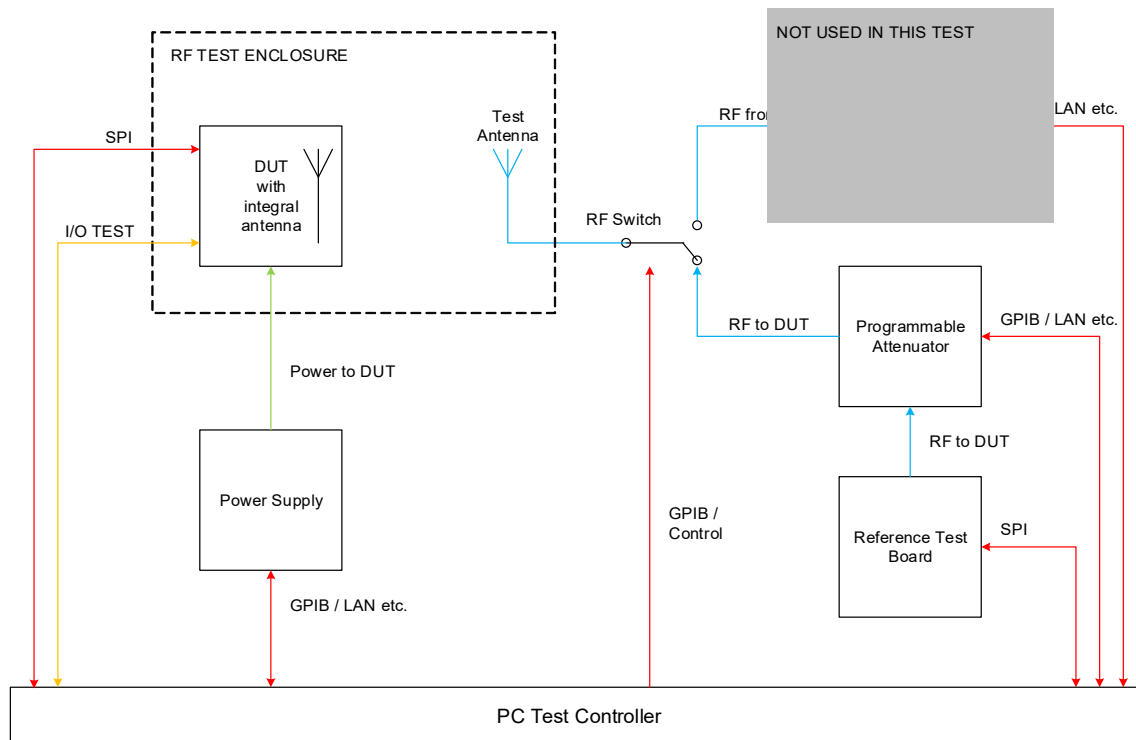 NOT USED IN THIS TEST
RF TEST ENCLOSURE
Test
Antenna
RF from
LAN etc.
SPI
DUT
with
integral
antenna
RF Switch
I/O TEST
GPIB / LAN etc.
RF to DUT
Programmable
Attenuator
Power to DUT
RF to DUT
Power Supply
GPIB /
Control
Reference Test
Board
SPI
GPIB / LAN etc.
PC Test Controller